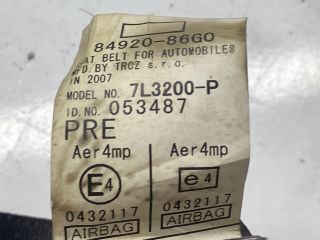 84920-86G0
SEAT BELT FOR AUTOMOBILES
MFD.BY TRCZ s.r.o.
IN 2007
MODEL NO. 7L3200-P
ID.NO. 053487
PRE
Aer4mp Aer4mp
E4 e4
0432117 0432117
AIRBAG AIRBAG